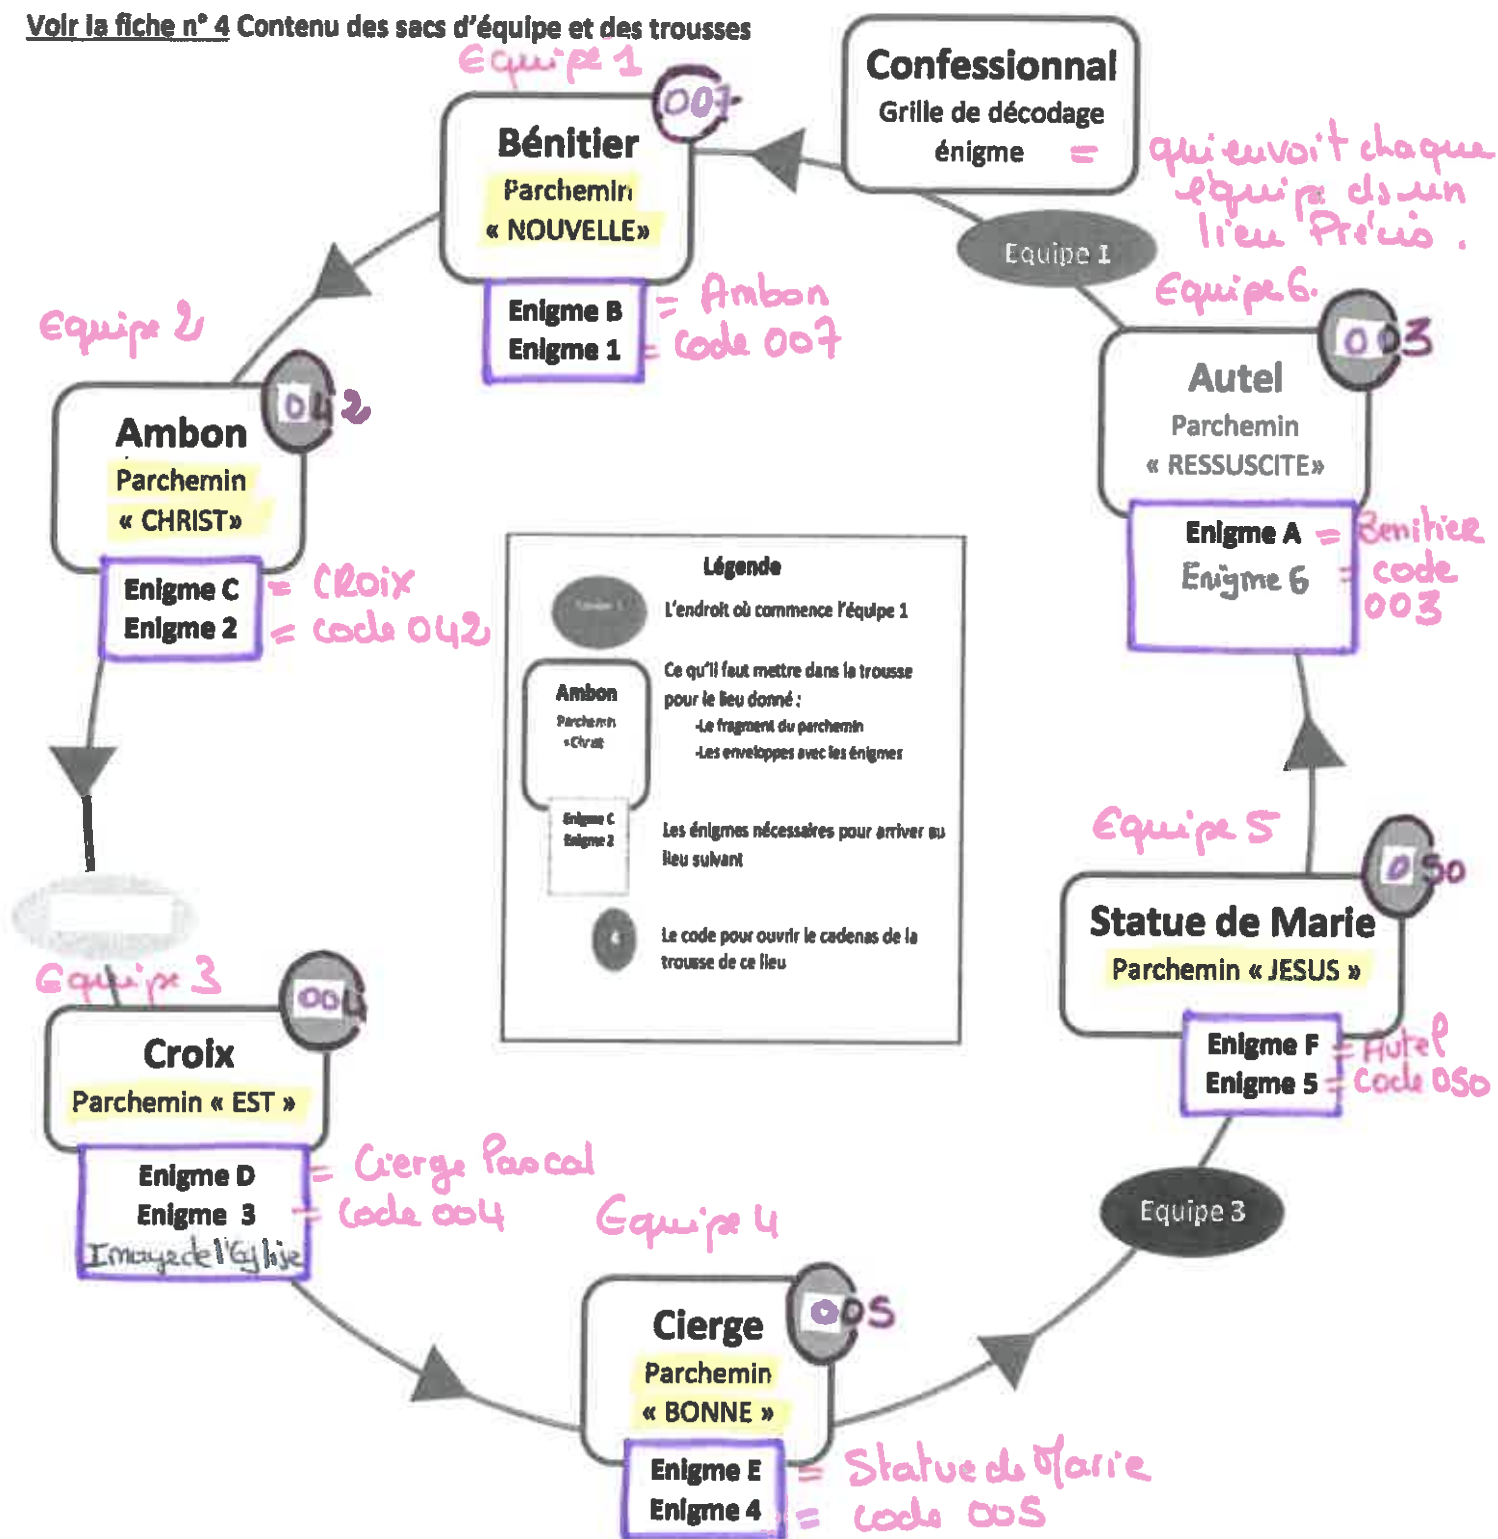 Voir la fiche n° 4 Contenu des sacs d'équipe et des trousses
Equipe 1
007
Bénitier
Parchemin
« NOUVELLE»
Enigme B = Ambon
Enigme 1 = code 007
Confessionnal
Grille de décodage
énigme = qui envoit chaque
équipe ds un
lieu Précis.
Equipe 1
Equipe 6.
003
Autel
Parchemin
« RESSUSCITE»
Enigme A = Benitier
Enigme 6 = code
003
Equipe 2
042
Ambon
Parchemin
« CHRIST»
Enigme C = CROIX
Enigme 2 = code 042
Légende
L'endroit où commence l'équipe 1
Ambon
Parchemin
«Christ
Ce qu'il faut mettre dans la trousse
pour le lieu donné :
-Le fragment du parchemin
-Les enveloppes avec les énigmes
Enigme C
Enigme 2
Les énigmes nécessaires pour arriver au
lieu suivant
Le code pour ouvrir le cadenas de la
trousse de ce lieu
Equipe 5
050
Statue de Marie
Parchemin « JESUS »
Enigme F = Autel
Enigme 5 = Code 050
Equipe 3
Equipe 3
004
Croix
Parchemin « EST »
Enigme D = Cierge Pascal
Enigme 3 = Code 004
Image de l'Eglise
Equipe 4
005
Cierge
Parchemin
« BONNE »
Enigme E = Statue de Marie
Enigme 4 = code 005